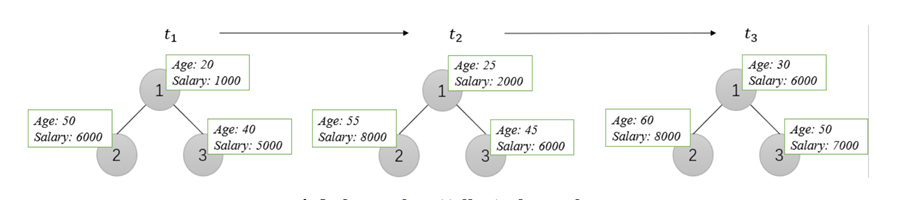 t₁
t₂
t₃
Age: 20
Salary: 1000
1
Age: 50
Salary: 6000
2
Age: 40
Salary: 5000
3
Age: 25
Salary: 2000
1
Age: 55
Salary: 8000
2
Age: 45
Salary: 6000
3
Age: 30
Salary: 6000
1
Age: 60
Salary: 8000
2
Age: 50
Salary: 7000
3